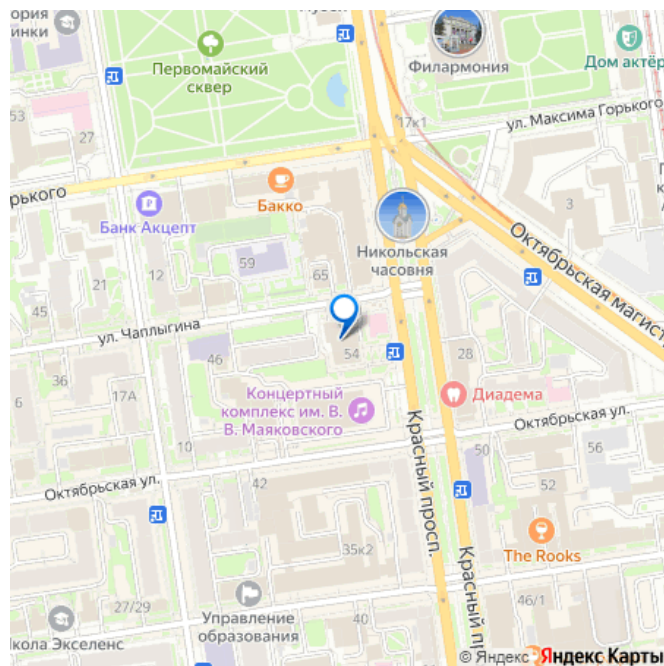 ория
инки
Первомайский
сквер
Филармония
Дом актёр
53
27
17к1
ул. Максима Горького
рького
Бакко
Банк Акцепт
3
Никольская
часовня
Октябрьская магист
59
65
12
45
ул. Чаплыгина
46
54
28
6
17А
Концертный
комплекс им. В.
В. Маяковского
Диадема
Октябрьская ул.
10
50
56
Красный просп.
Октябрьская ул.
42
52
35к2
The Rooks
Красный пр
27/29
Управление
образования
40
46/1
кола Экселенс
© Яндекс Яндекс Карты